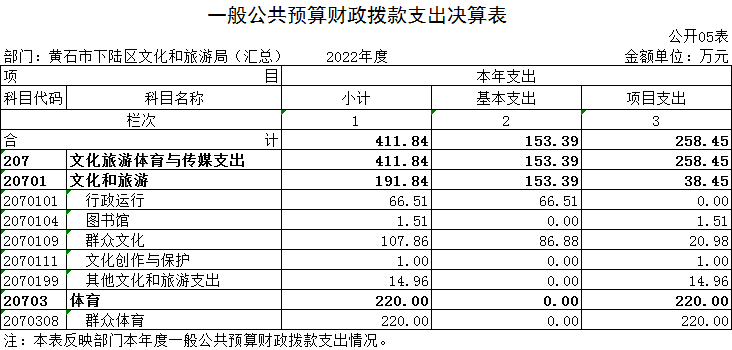 一般公共预算财政拨款支出决算表
公开05表
部门：黄石市下陆区文化和旅游局（汇总） 2022年度 金额单位：万元
项 目 本年支出
科目代码 科目名称 小计 基本支出 项目支出
栏次 1 2 3
合 计 411.84 153.39 258.45
207 文化旅游体育与传媒支出 411.84 153.39 258.45
20701 文化和旅游 191.84 153.39 38.45
2070101 行政运行 66.51 66.51 0.00
2070104 图书馆 1.51 0.00 1.51
2070109 群众文化 107.86 86.88 20.98
2070111 文化创作与保护 1.00 0.00 1.00
2070199 其他文化和旅游支出 14.96 0.00 14.96
20703 体育 220.00 0.00 220.00
2070308 群众体育 220.00 0.00 220.00
注：本表反映部门本年度一般公共预算财政拨款支出情况。